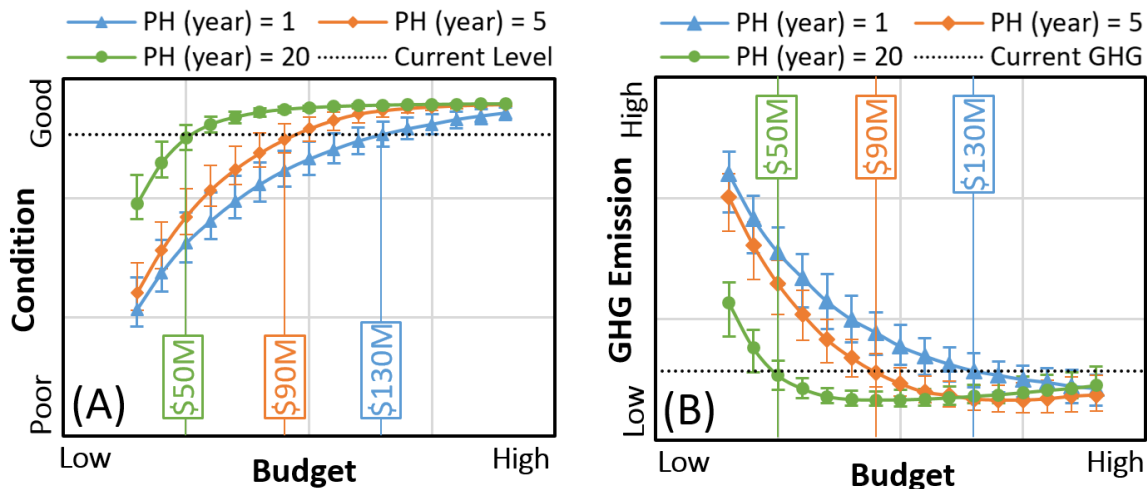 PH (year) = 1
PH (year) = 5
PH (year) = 20
Current Level
Good
Condition
Poor
(A)
$50M
$90M
$130M
Low
Budget
High
PH (year) = 1
PH (year) = 5
PH (year) = 20
Current GHG
High
GHG Emission
Low
(B)
$50M
$90M
$130M
Low
Budget
High